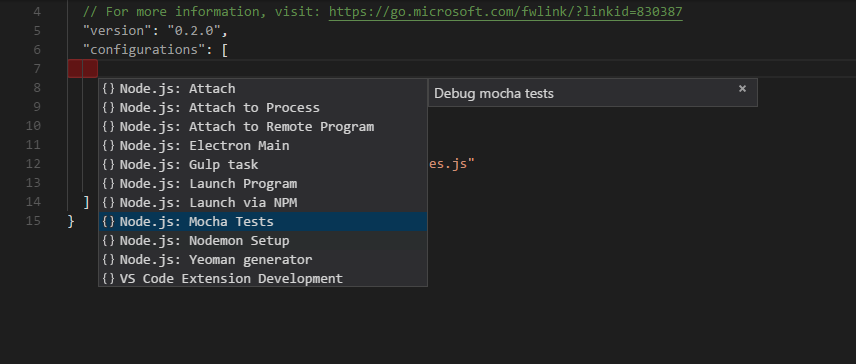 4 // For more information, visit: https://go.microsoft.com/fwlink/?linkid=830387
5 "version": "0.2.0",
6 "configurations": [
7
8 {} Node.js: Attach Debug mocha tests ×
9 {} Node.js: Attach to Process
10 {} Node.js: Attach to Remote Program
11 {} Node.js: Electron Main
12 {} Node.js: Gulp task es.js"
13 {} Node.js: Launch Program
14 ] {} Node.js: Launch via NPM
15 } {} Node.js: Mocha Tests
{} Node.js: Nodemon Setup
{} Node.js: Yeoman generator
{} VS Code Extension Development